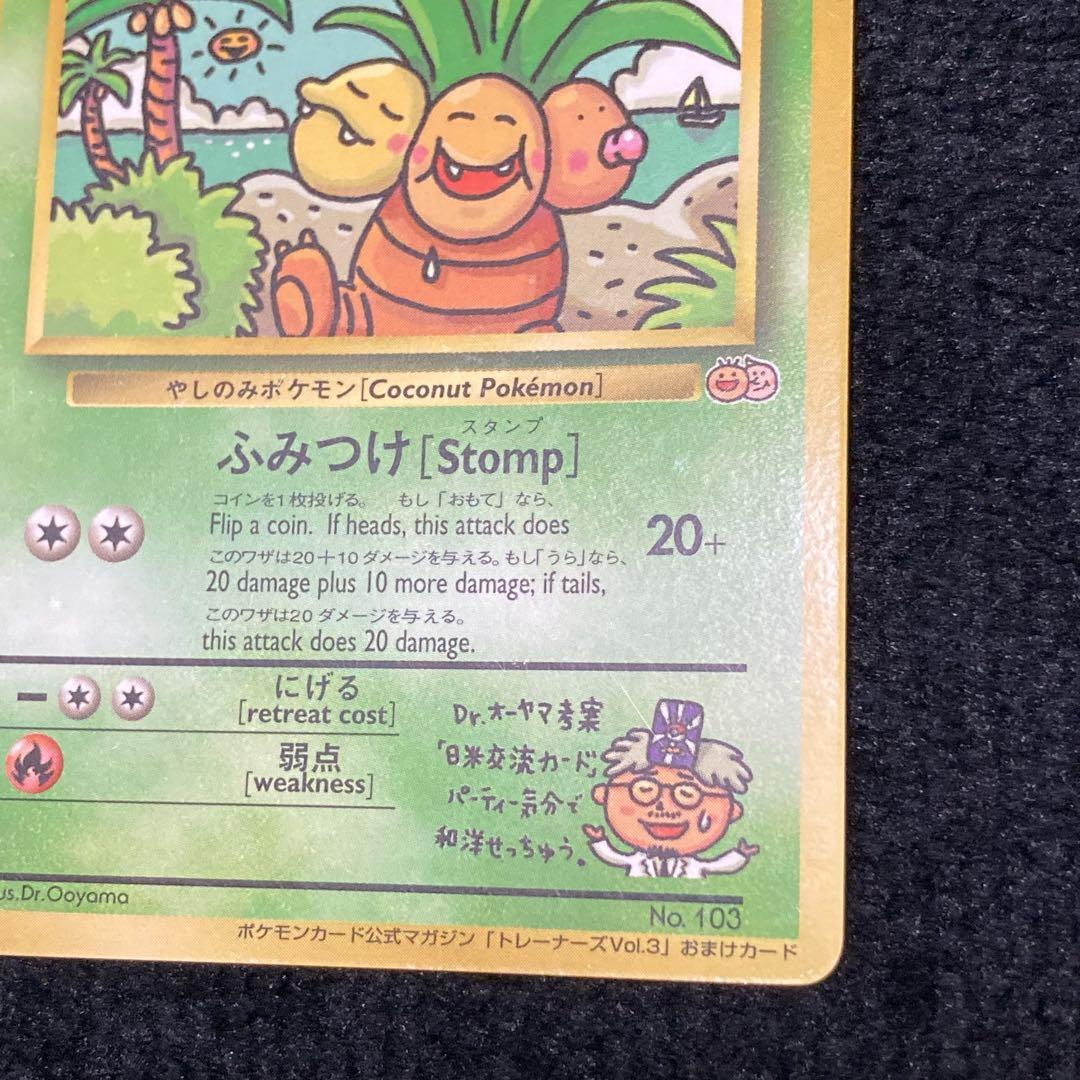 やしのみポケモン[Coconut Pokémon]
スタンプ
ふみつけ[Stomp]
コインを1枚投げる。 もし「おもて」なら、
Flip a coin. If heads, this attack does
20+
このワザは20+10ダメージを与える。もし「うら」なら、
20 damage plus 10 more damage; if tails,
このワザは20ダメージを与える。
this attack does 20 damage.
にげる
[retreat cost]
弱点
[weakness]
Dr.オーヤマ考案
「日米交流カード」
パーティー気分で
和洋せっちゅう。
us.Dr.Ooyama
No. 103
ポケモンカード公式マガジン「トレーナーズVol.3」おまけカード